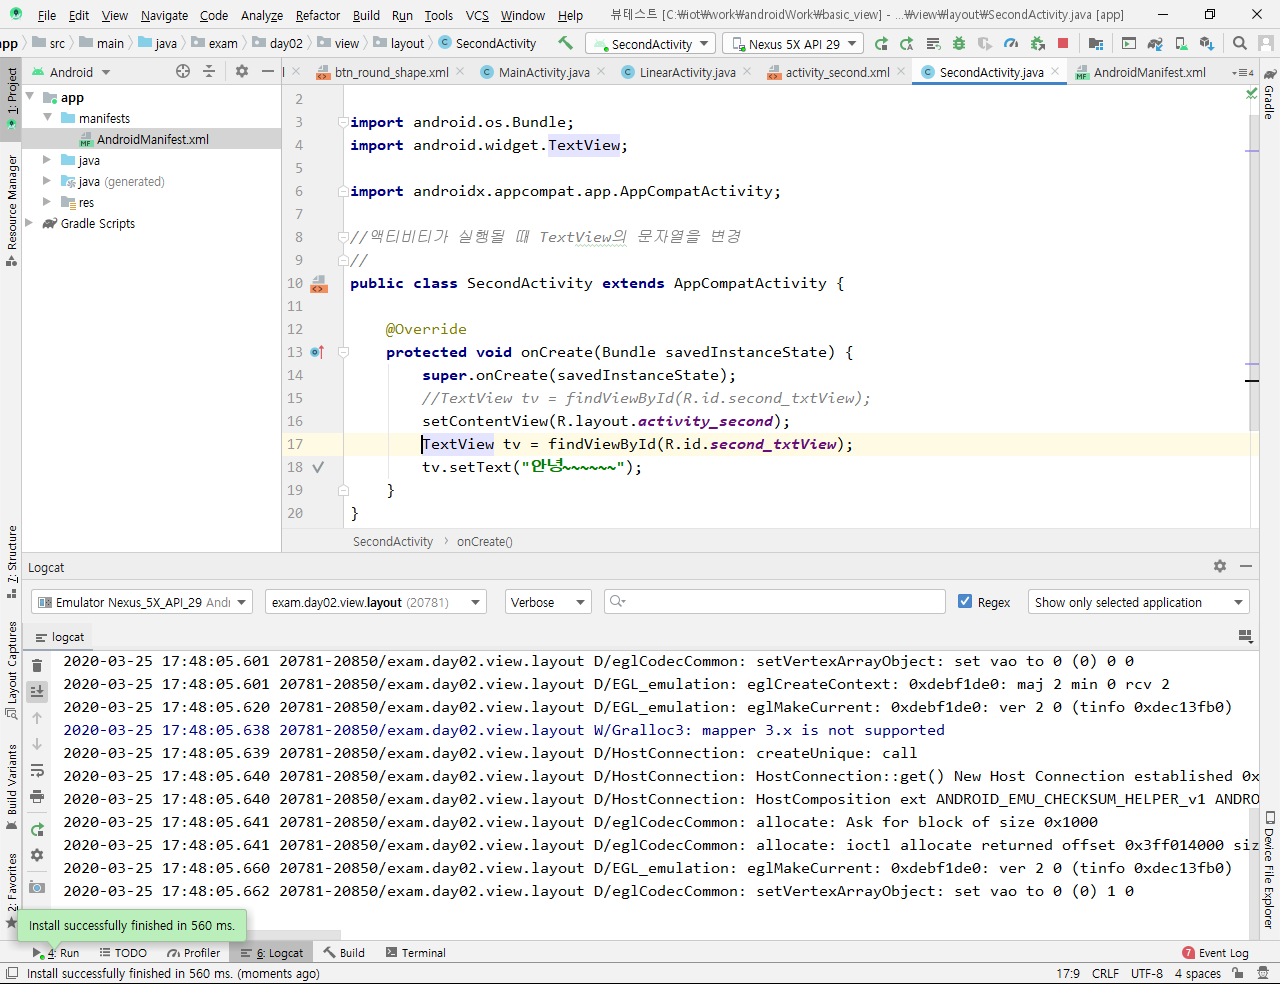 File Edit View Navigate Code Analyze Refactor Build Run Tools VCS Window Help 뷰테스트 [C:₩iot₩work₩androidWork₩basic_view] - ...₩view₩layout₩SecondActivity.java [app]
app src main java exam day02 view layout SecondActivity SecondActivity Nexus 5X API 29
1: Project
Resource Manager
7: Structure
Layout Captures
Build Variants
2: Favorites
Android
app
manifests
AndroidManifest.xml
java
java (generated)
res
Gradle Scripts
btn_round_shape.xml MainActivity.java LinearActivity.java activity_second.xml SecondActivity.java AndroidManifest.xml 4
2
3 import android.os.Bundle;
4 import android.widget.TextView;
5
6 import androidx.appcompat.app.AppCompatActivity;
7
8 //액티비티가 실행될 때 TextView의 문자열을 변경
9 //
10 public class SecondActivity extends AppCompatActivity {
11
12 @Override
13 protected void onCreate(Bundle savedInstanceState) {
14 super.onCreate(savedInstanceState);
15 //TextView tv = findViewById(R.id.second_txtView);
16 setContentView(R.layout.activity_second);
17 TextView tv = findViewById(R.id.second_txtView);
18 tv.setText("안녕~~~~~~");
19 }
20 }
SecondActivity onCreate()
Gradle
Device File Explorer
Logcat
Emulator Nexus_5X_API_29 Andr exam.day02.view.layout (20781) Verbose Regex Show only selected application
logcat
2020-03-25 17:48:05.601 20781-20850/exam.day02.view.layout D/eglCodecCommon: setVertexArrayObject: set vao to 0 (0) 0 0
2020-03-25 17:48:05.601 20781-20850/exam.day02.view.layout D/EGL_emulation: eglCreateContext: 0xdebf1de0: maj 2 min 0 rcv 2
2020-03-25 17:48:05.620 20781-20850/exam.day02.view.layout D/EGL_emulation: eglMakeCurrent: 0xdebf1de0: ver 2 0 (tinfo 0xdec13fb0)
2020-03-25 17:48:05.638 20781-20850/exam.day02.view.layout W/Gralloc3: mapper 3.x is not supported
2020-03-25 17:48:05.639 20781-20850/exam.day02.view.layout D/HostConnection: createUnique: call
2020-03-25 17:48:05.640 20781-20850/exam.day02.view.layout D/HostConnection: HostConnection::get() New Host Connection established 0x
2020-03-25 17:48:05.640 20781-20850/exam.day02.view.layout D/HostConnection: HostComposition ext ANDROID_EMU_CHECKSUM_HELPER_v1 ANDRO
2020-03-25 17:48:05.641 20781-20850/exam.day02.view.layout D/eglCodecCommon: allocate: Ask for block of size 0x1000
2020-03-25 17:48:05.641 20781-20850/exam.day02.view.layout D/eglCodecCommon: allocate: ioctl allocate returned offset 0x3ff014000 siz
2020-03-25 17:48:05.660 20781-20850/exam.day02.view.layout D/EGL_emulation: eglMakeCurrent: 0xdebf1de0: ver 2 0 (tinfo 0xdec13fb0)
2020-03-25 17:48:05.662 20781-20850/exam.day02.view.layout D/eglCodecCommon: setVertexArrayObject: set vao to 0 (0) 1 0
Install successfully finished in 560 ms.
4: Run TODO Profiler 6: Logcat Build Terminal 7 Event Log
Install successfully finished in 560 ms. (moments ago) 17:9 CRLF UTF-8 4 spaces